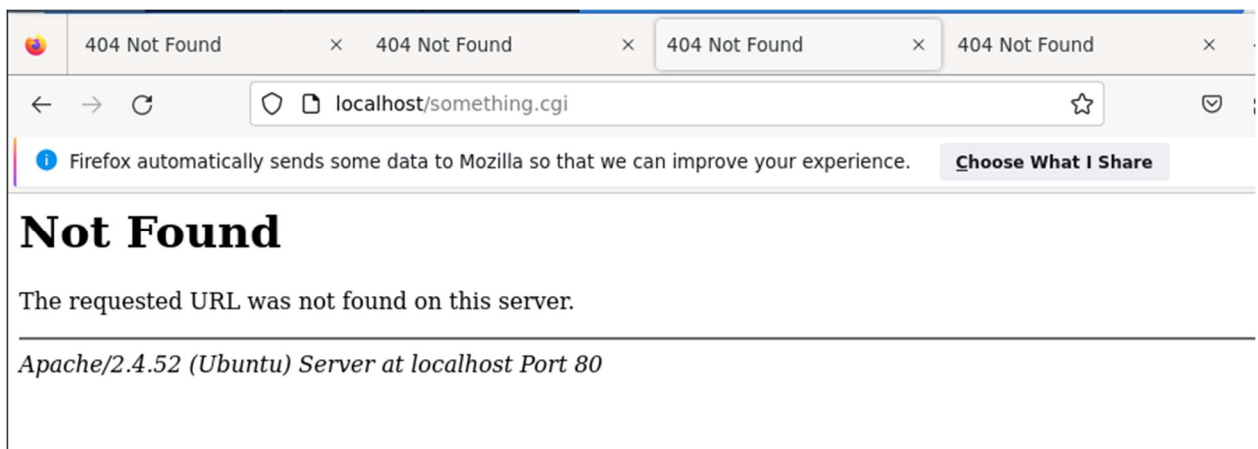 404 Not Found × 404 Not Found × 404 Not Found × 404 Not Found ×
localhost/something.cgi
Firefox automatically sends some data to Mozilla so that we can improve your experience. Choose What I Share
Not Found
The requested URL was not found on this server.
Apache/2.4.52 (Ubuntu) Server at localhost Port 80